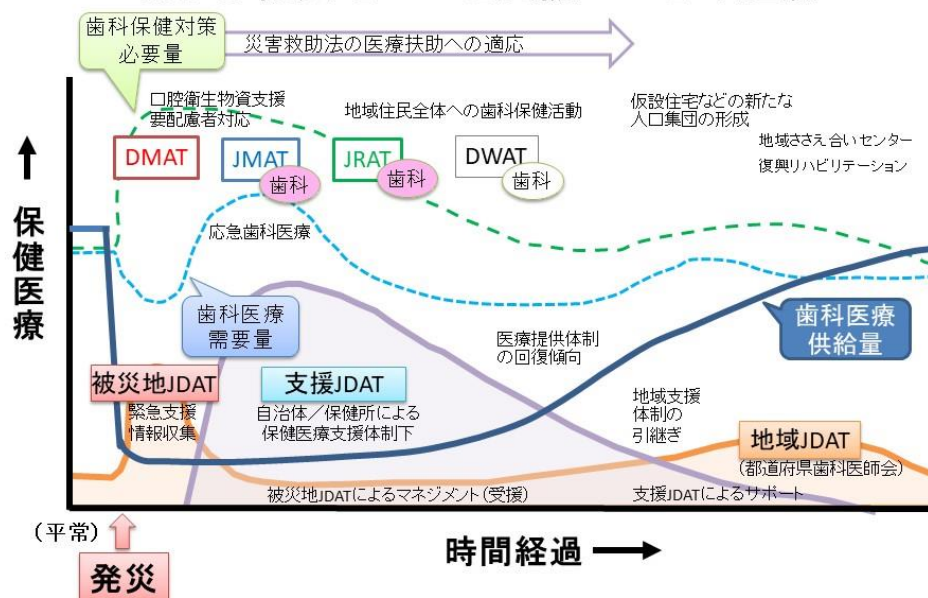 歯科保健対策
必要量
災害救助法の医療扶助への適応
口腔衛生物資支援
要配慮者対応
地域住民全体への歯科保健活動
仮設住宅などの新たな
人口集団の形成
地域ささえ合いセンター
復興リハビリテーション
DMAT
JMAT
歯科
JRAT
歯科
DWAT
歯科
保健医療
応急歯科医療
歯科医療
需要量
医療提供体制
の回復傾向
歯科医療
供給量
被災地JDAT
緊急支援
情報収集
支援JDAT
自治体／保健所による
保健医療支援体制下
地域支援
体制の
引継ぎ
地域JDAT
(都道府県歯科医師会)
被災地JDATによるマネジメント(受援)
支援JDATによるサポート
(平常)
発災
時間経過